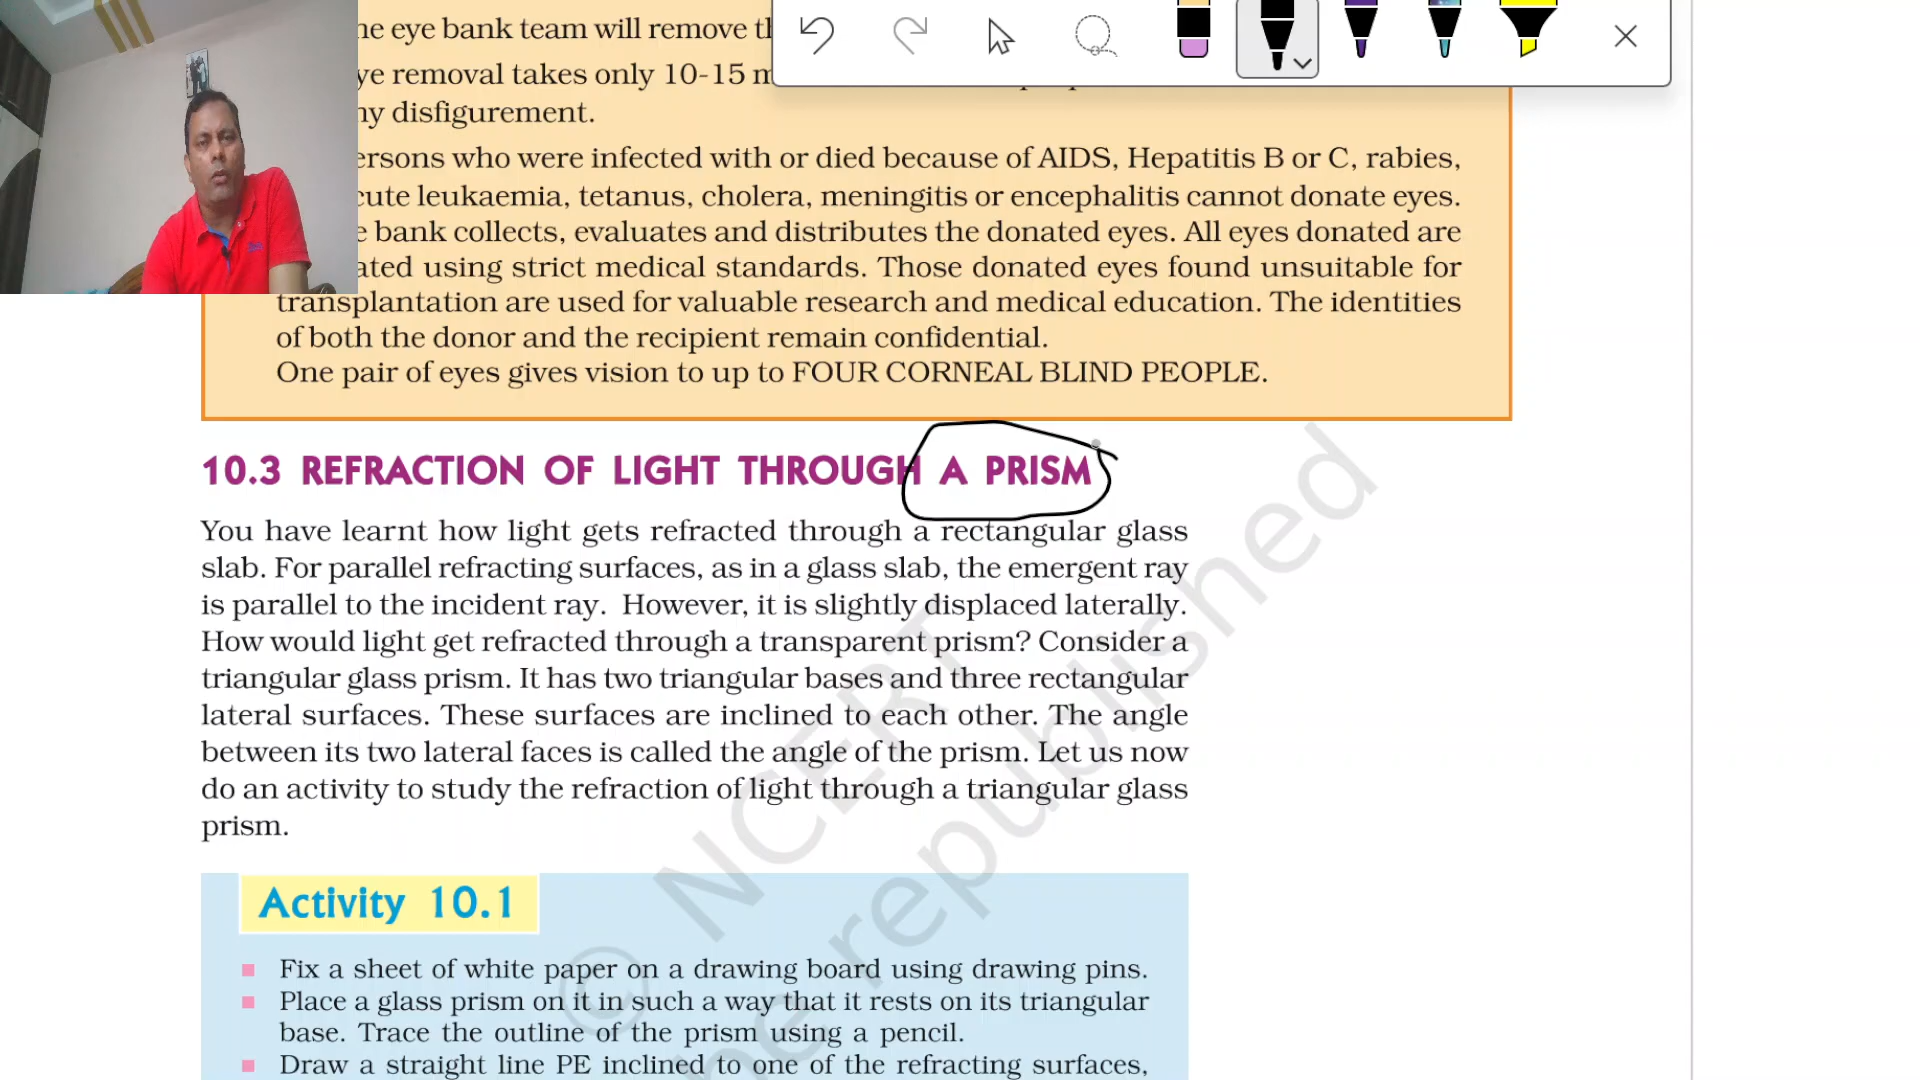 he eye bank team will remove
ye removal takes only 10-15
ny disfigurement.
ersons who were infected with or died because of AIDS, Hepatitis B or C, rabies,
cute leukaemia, tetanus, cholera, meningitis or encephalitis cannot donate eyes.
e bank collects, evaluates and distributes the donated eyes. All eyes donated are
ated using strict medical standards. Those donated eyes found unsuitable for
transplantation are used for valuable research and medical education. The identities
of both the donor and the recipient remain confidential.
One pair of eyes gives vision to up to FOUR CORNEAL BLIND PEOPLE.
10.3 REFRACTION OF LIGHT THROUGH A PRISM
You have learnt how light gets refracted through a rectangular glass
slab. For parallel refracting surfaces, as in a glass slab, the emergent ray
is parallel to the incident ray. However, it is slightly displaced laterally.
How would light get refracted through a transparent prism? Consider a
triangular glass prism. It has two triangular bases and three rectangular
lateral surfaces. These surfaces are inclined to each other. The angle
between its two lateral faces is called the angle of the prism. Let us now
do an activity to study the refraction of light through a triangular glass
prism.
Activity 10.1
Fix a sheet of white paper on a drawing board using drawing pins.
Place a glass prism on it in such a way that it rests on its triangular
base. Trace the outline of the prism using a pencil.
Draw a straight line PE inclined to one of the refracting surfaces,
© NCERT
be republished